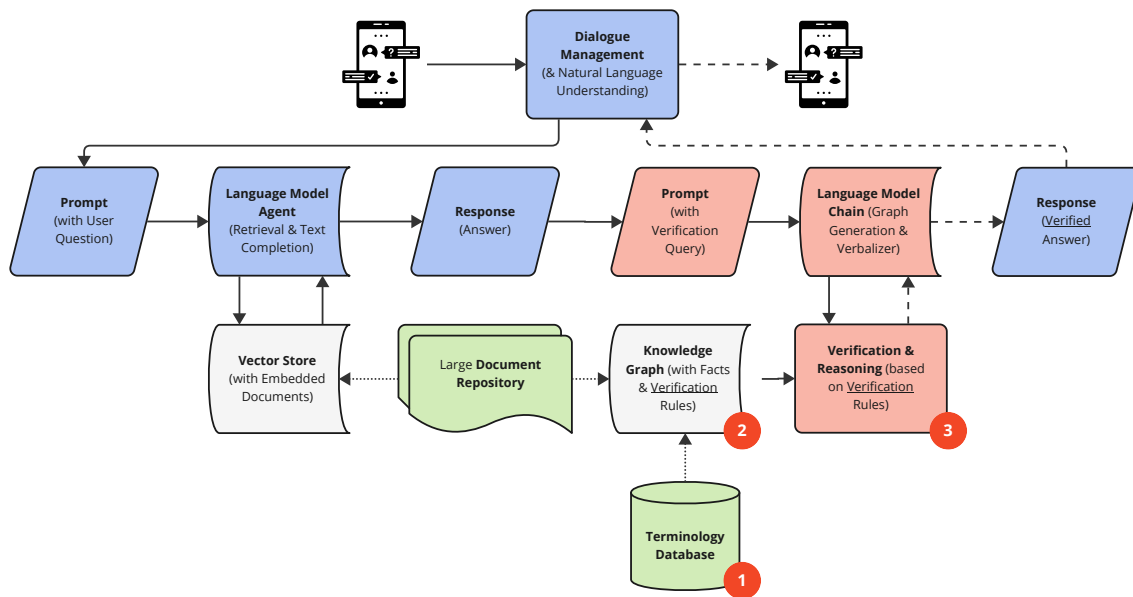 Dialogue
Management
(& Natural Language
Understanding)
Prompt
(with User
Question)
Language Model
Agent
(Retrieval & Text
Completion)
Response
(Answer)
Prompt
(with
Verification
Query)
Language Model
Chain (Graph
Generation &
Verbalizer)
Response
(Verified
Answer)
Vector Store
(with Embedded
Documents)
Large Document
Repository
Knowledge
Graph (with Facts
& Verification
Rules)
2
Verification &
Reasoning (based
on Verification
Rules)
3
Terminology
Database
1